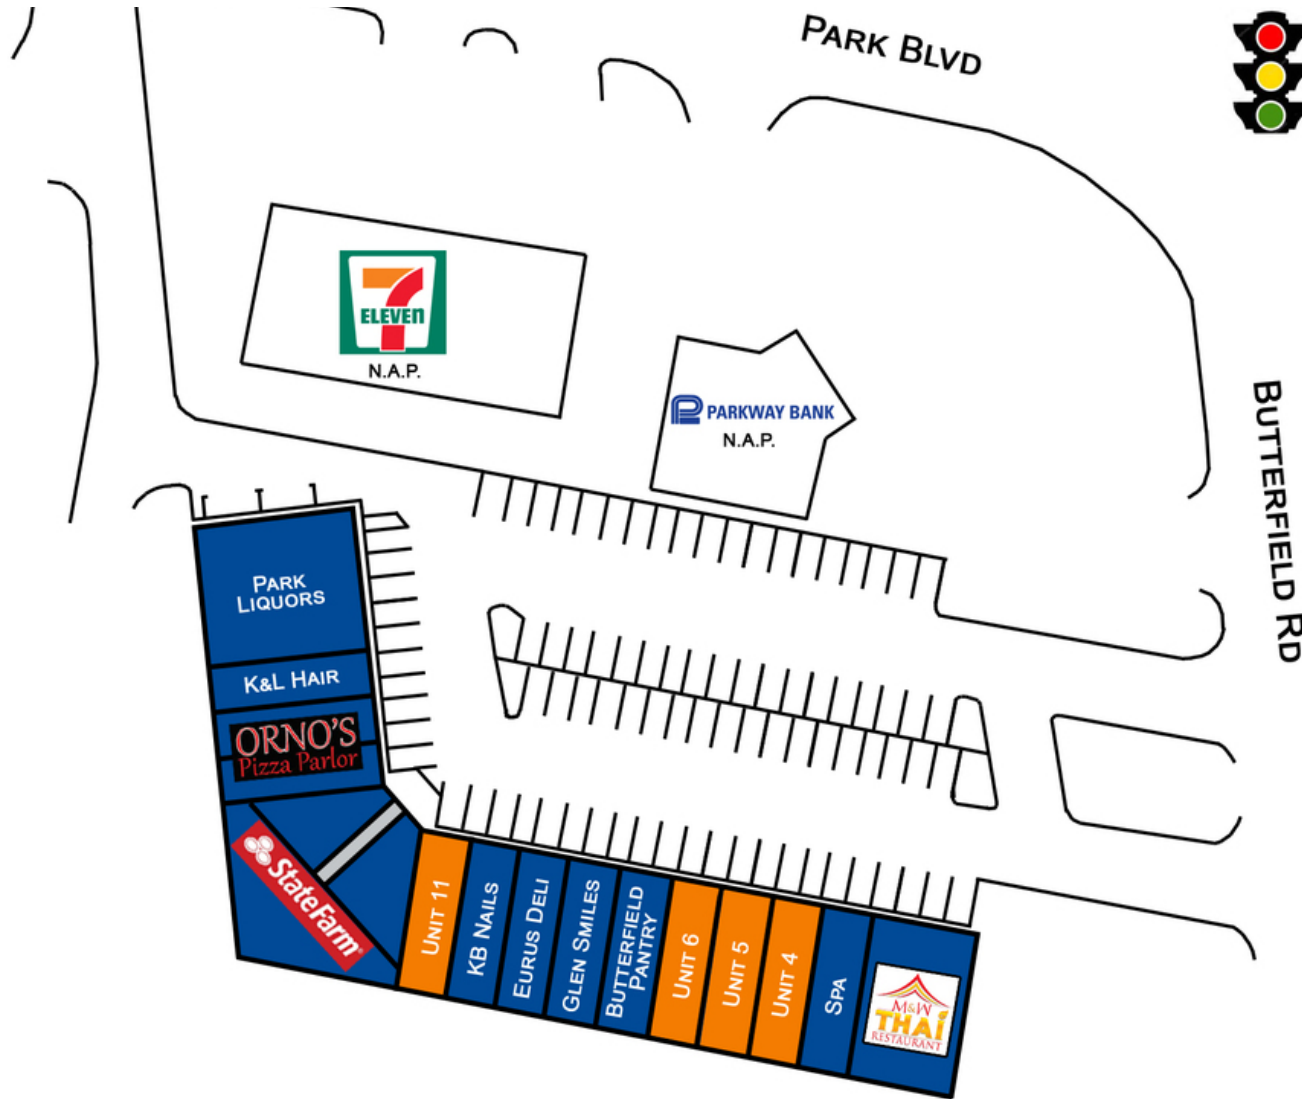 PARK BLVD
7
ELEVEN
N.A.P.
PARKWAY BANK
N.A.P.
BUTTERFIELD RD
PARK
LIQUORS
K&L HAIR
ORNO'S
Pizza Parlor
StateFarm®
UNIT 11
KB NAILS
EURUS DELI
GLEN SMILES
BUTTERFIELD
PANTRY
UNIT 6
UNIT 5
UNIT 4
SPA
M&W
THAI
RESTAURANT